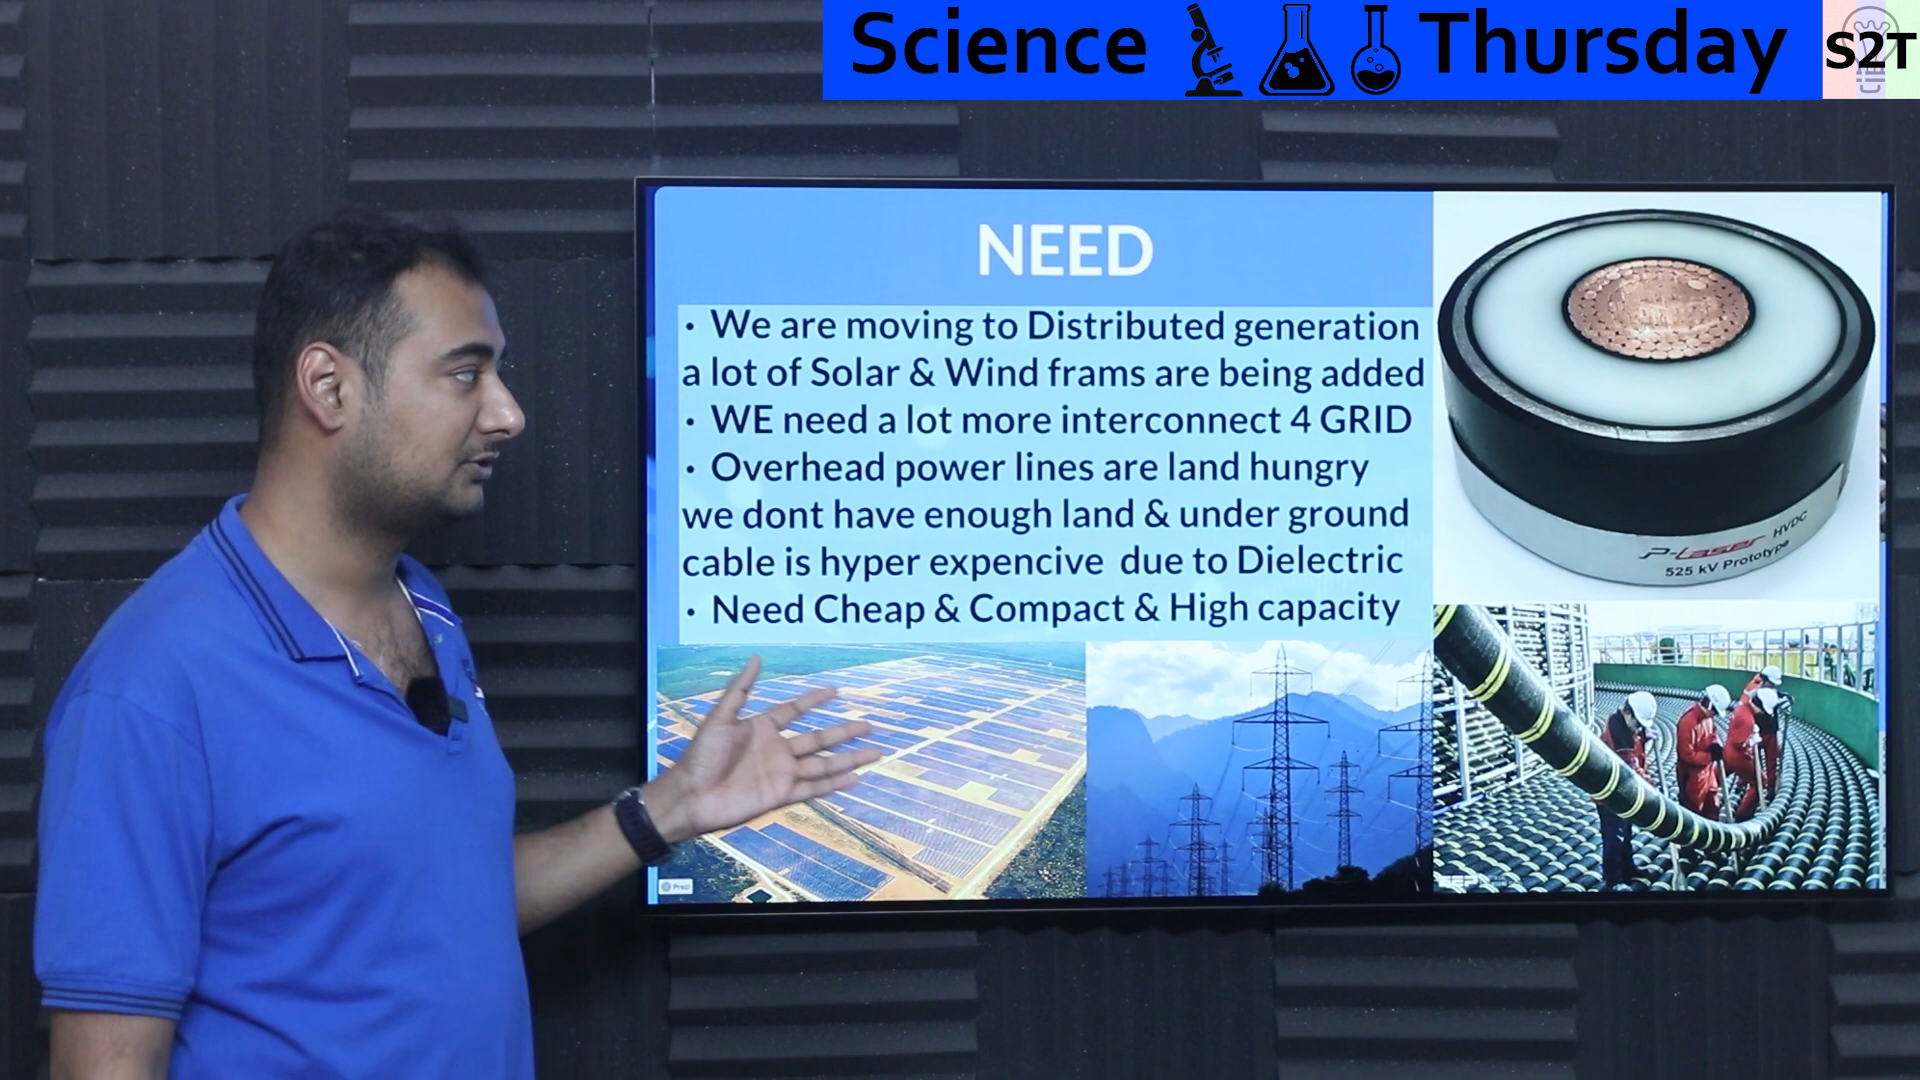 Science Thursday
S2T
NEED
· We are moving to Distributed generation
a lot of Solar & Wind frams are being added
· WE need a lot more interconnect 4 GRID
· Overhead power lines are land hungry
we dont have enough land & under ground
cable is hyper expencive due to Dielectric
· Need Cheap & Compact & High capacity
P-Laser HVDC
525 kV Prototype
Prezi